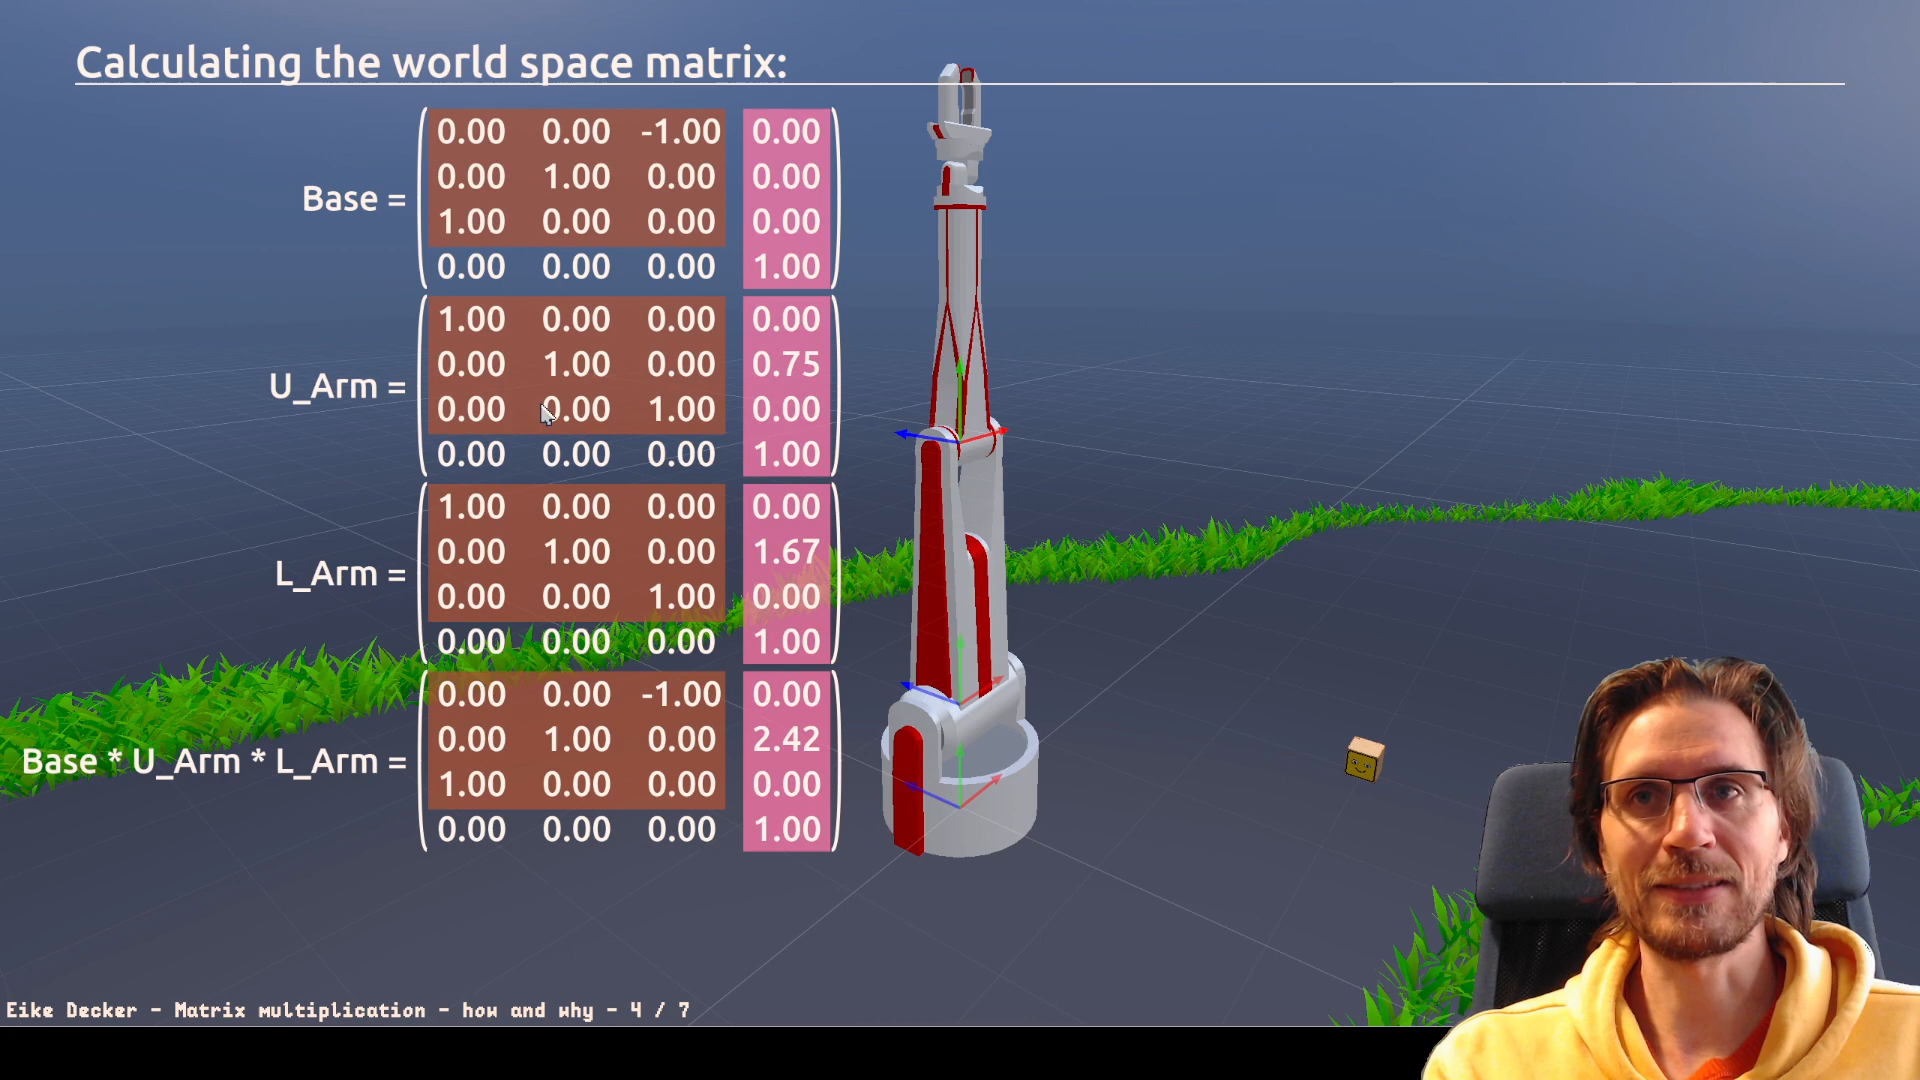 Calculating the world space matrix:
0.00 0.00 -1.00 0.00
0.00 1.00 0.00 0.00
Base =
1.00 0.00 0.00 0.00
0.00 0.00 0.00 1.00
1.00 0.00 0.00 0.00
0.00 1.00 0.00 0.75
U_Arm =
0.00 0.00 1.00 0.00
0.00 0.00 0.00 1.00
1.00 0.00 0.00 0.00
0.00 1.00 0.00 1.67
L_Arm =
0.00 0.00 1.00 0.00
0.00 0.00 0.00 1.00
0.00 0.00 -1.00 0.00
0.00 1.00 0.00 2.42
Base * U_Arm * L_Arm =
1.00 0.00 0.00 0.00
0.00 0.00 0.00 1.00
Eike Decker - Matrix multiplication - how and why - 4 / 7